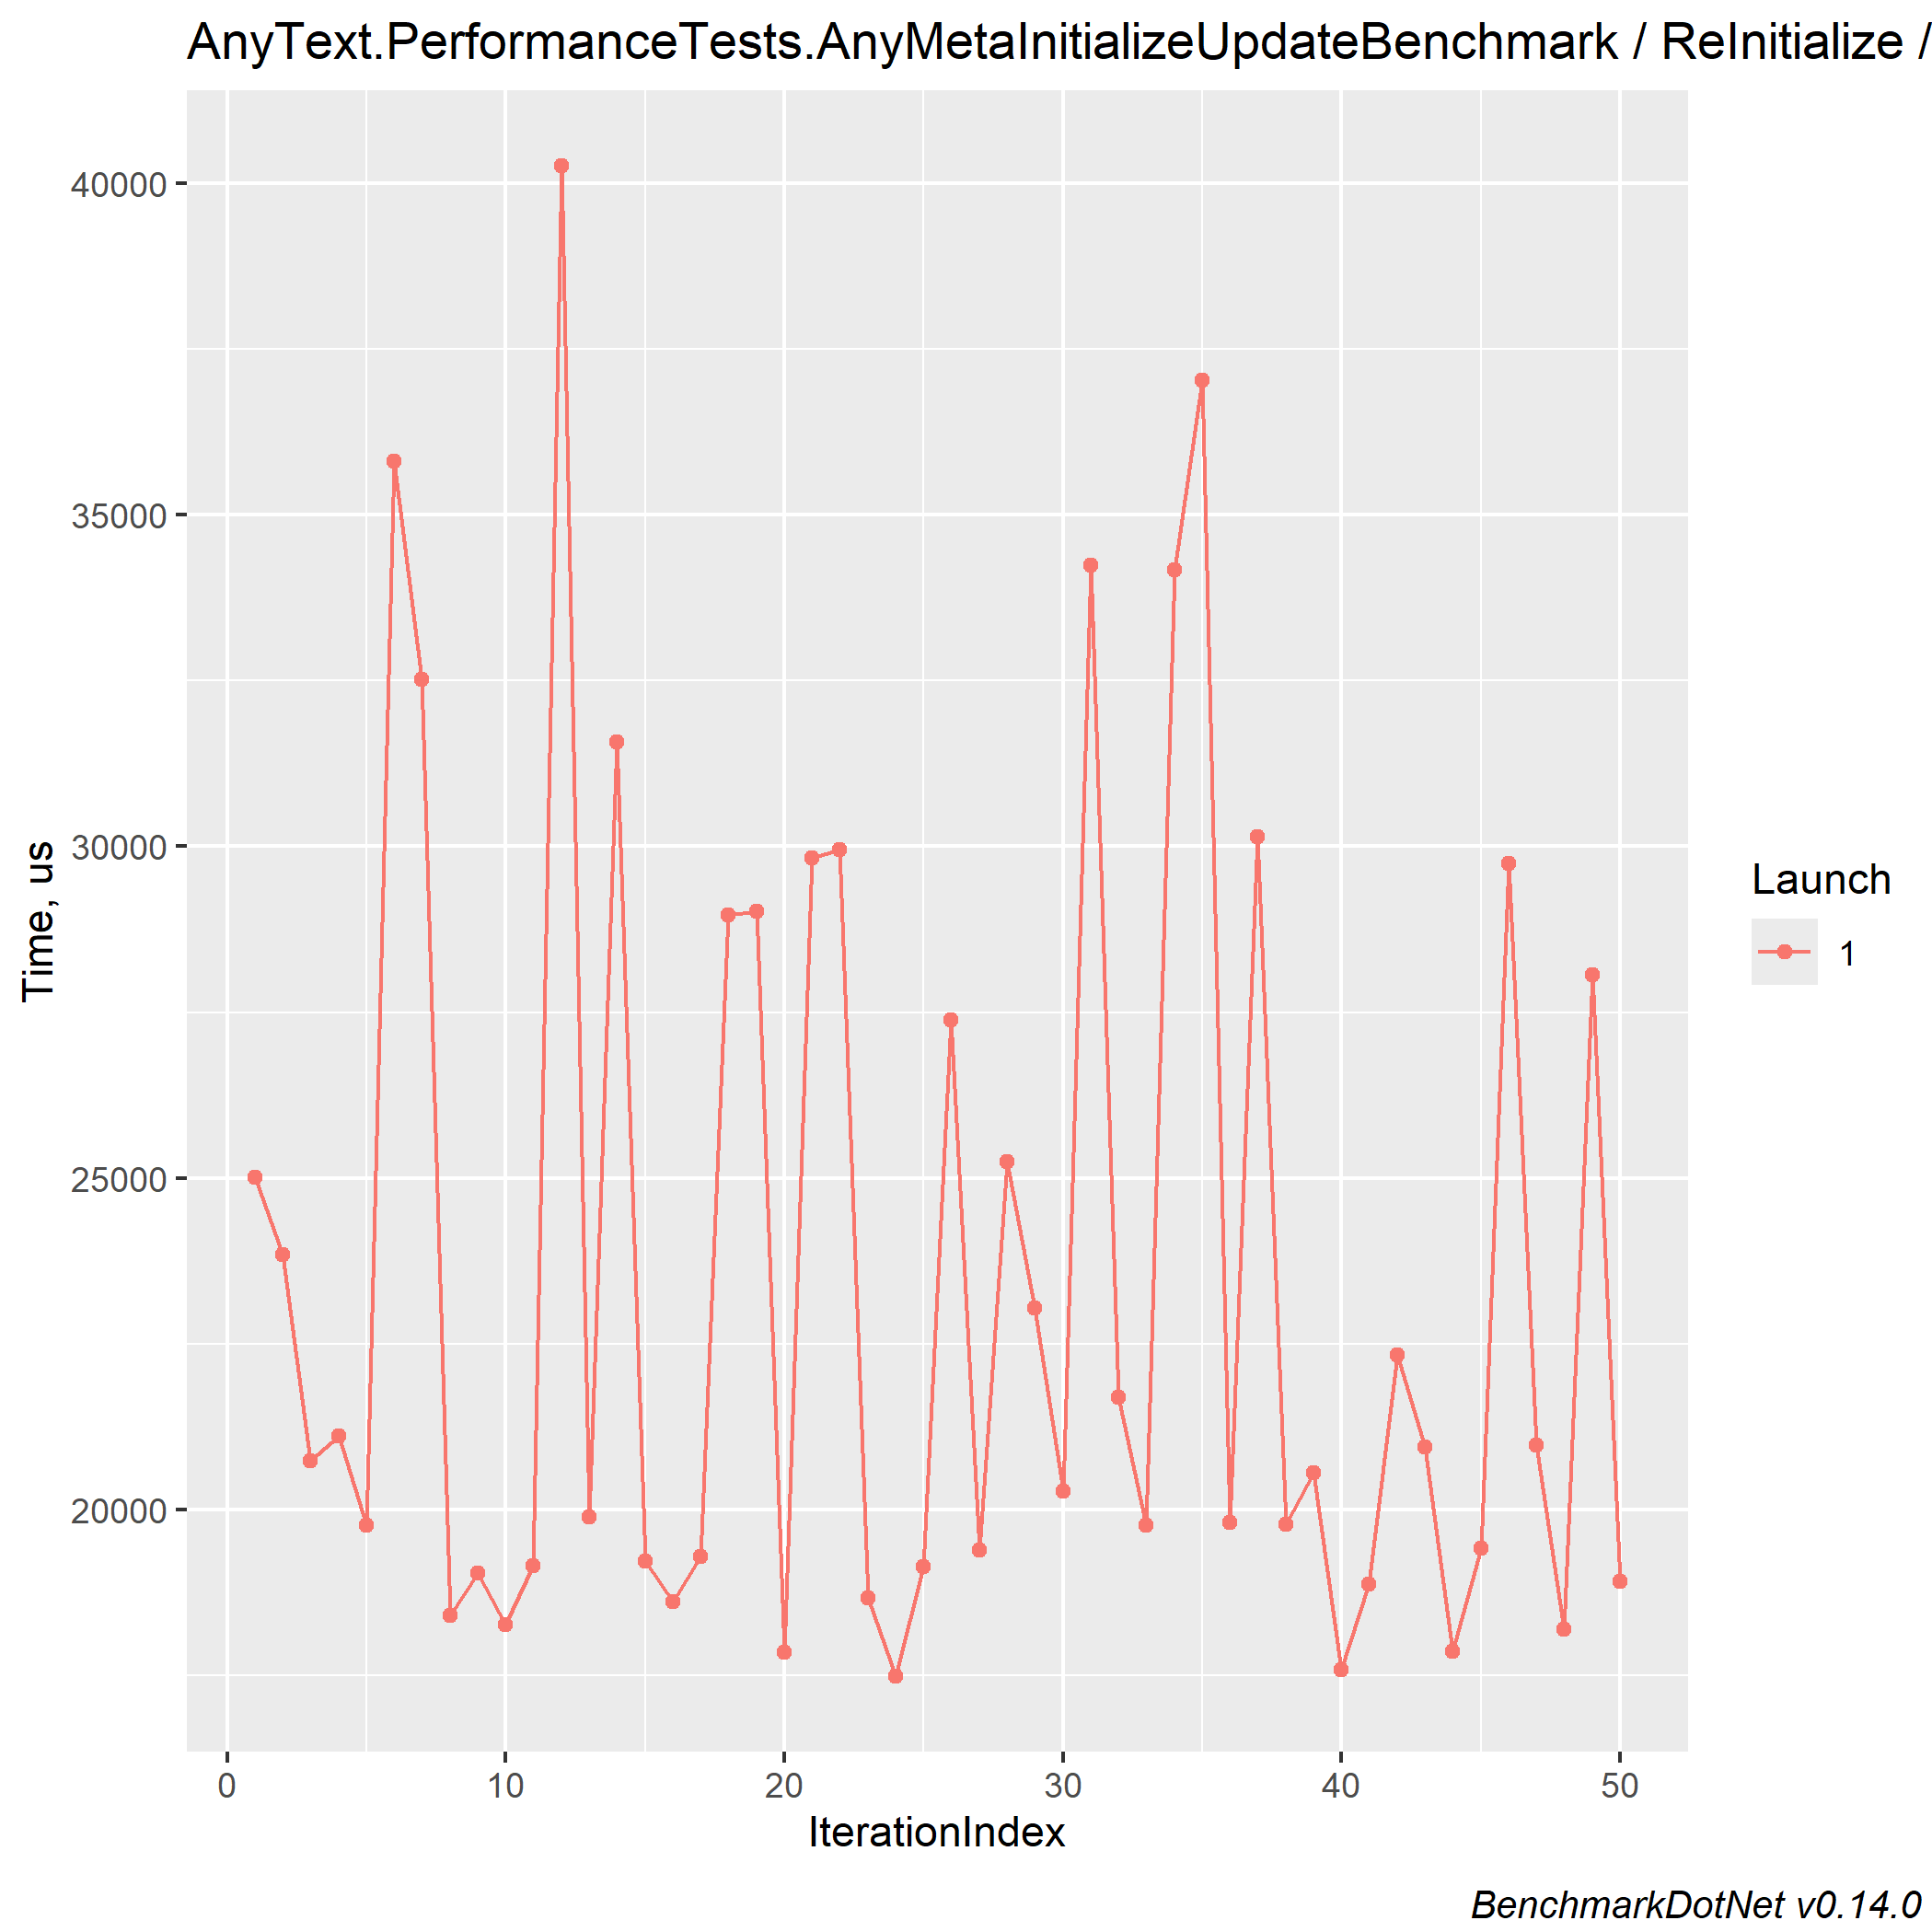 AnyText.PerformanceTests.AnyMetaInitializeUpdateBenchmark / ReInitialize /
40000
35000
30000
25000
20000
Time, us
0 10 20 30 40 50
IterationIndex
Launch
1
BenchmarkDotNet v0.14.0